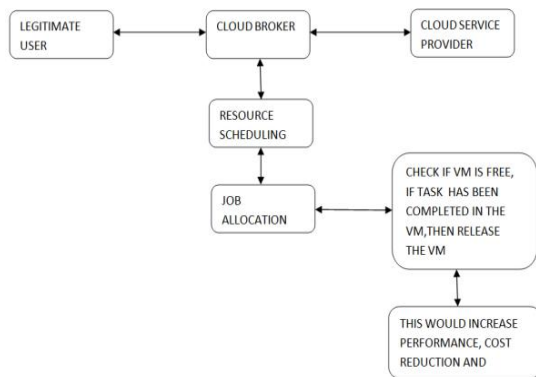 LEGITIMATE
USER
CLOUD BROKER
CLOUD SERVICE
PROVIDER
RESOURCE
SCHEDULING
JOB
ALLOCATION
CHECK IF VM IS FREE,
IF TASK HAS BEEN
COMPLETED IN THE
VM,THEN RELEASE
THE VM
THIS WOULD INCREASE
PERFORMANCE, COST
REDUCTION AND